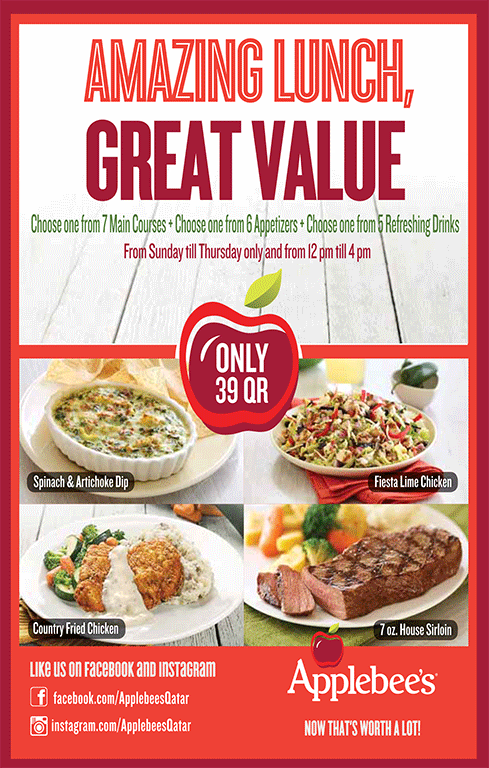 AMAZING LUNCH,
GREAT VALUE
Choose one from 7 Main Courses + Choose one from 6 Appetizers + Choose one from 5 Refreshing Drinks
From Sunday till Thursday only and from 12 pm till 4 pm
ONLY
39 QR
Spinach & Artichoke Dip
Fiesta Lime Chicken
Country Fried Chicken
7 oz. House Sirloin
LIKE US ON FACEBOOK AND INSTAGRAM
facebook.com/ApplebeesQatar
instagram.com/ApplebeesQatar
Applebee's
NOW THAT'S WORTH A LOT!